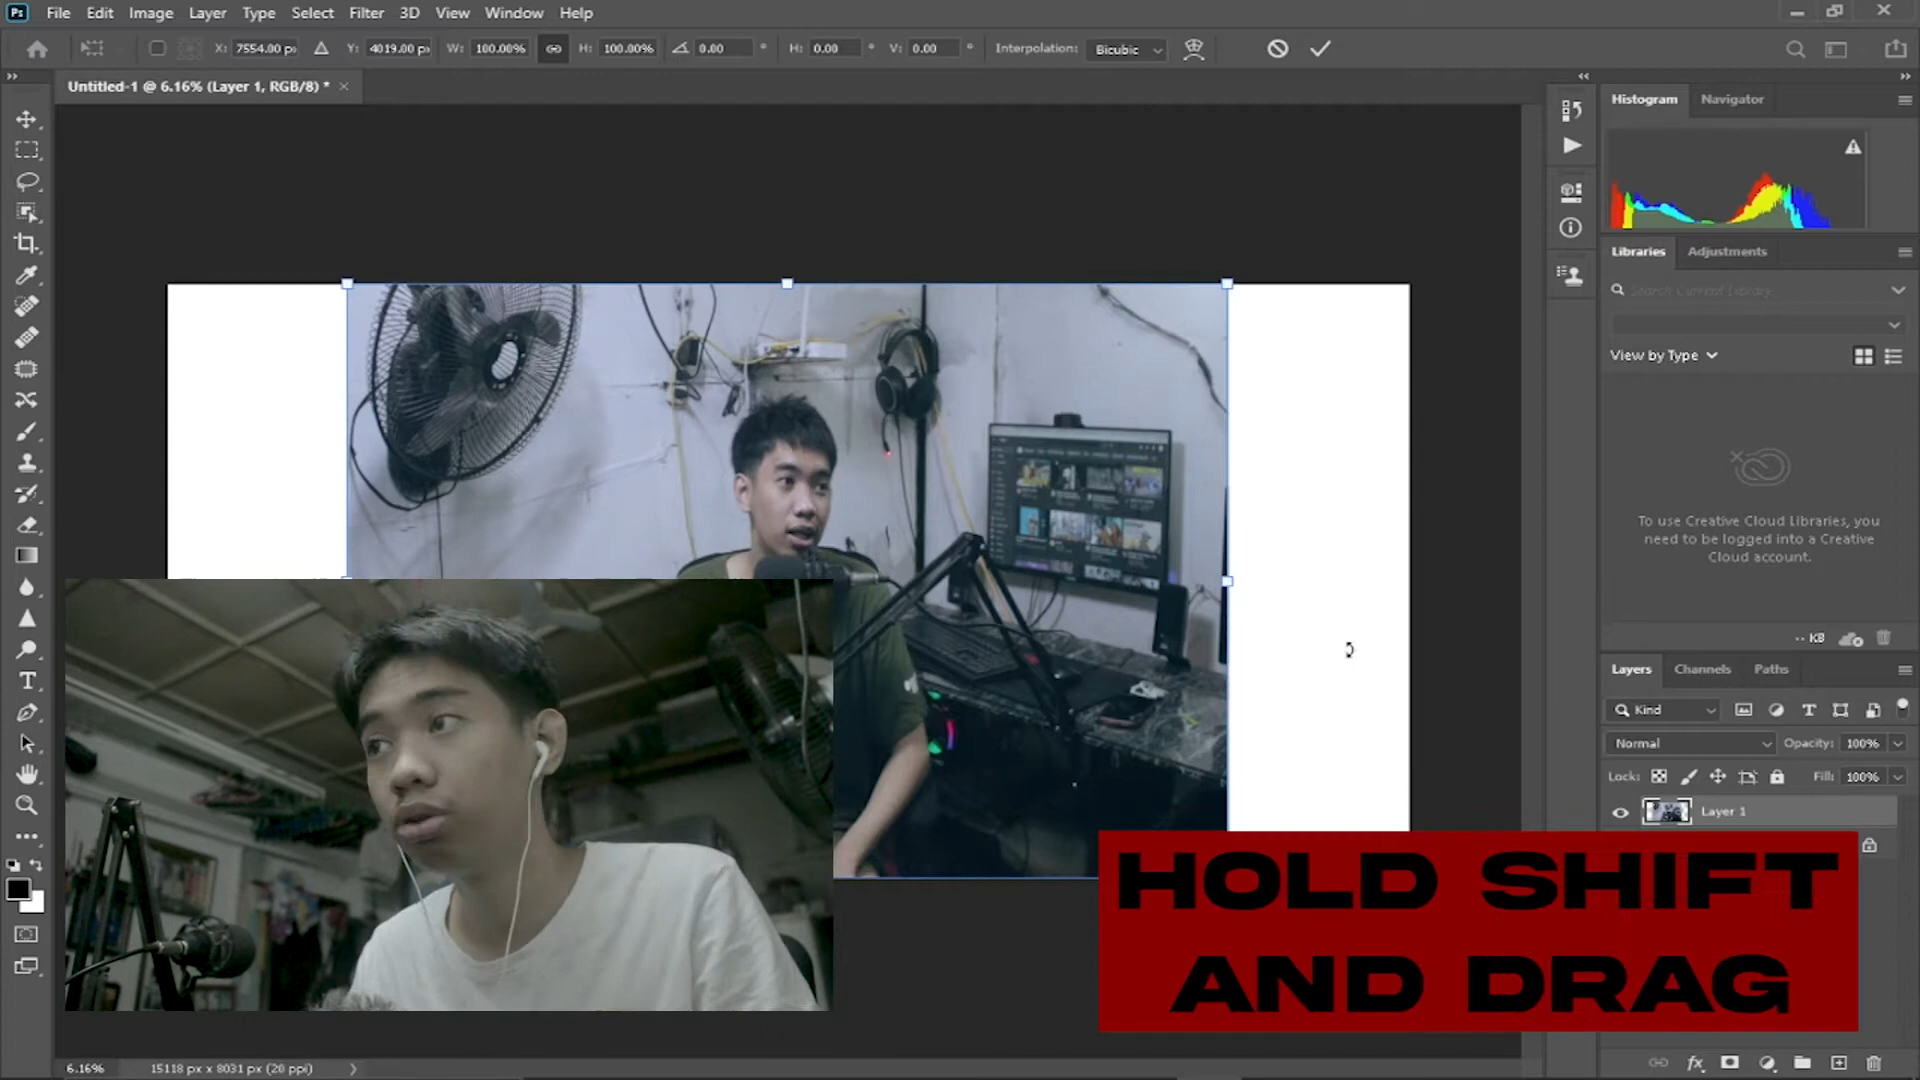 Ps File Edit Image Layer Type Select Filter 3D View Window Help
X: 7554.00 px Y: 4019.00 px W: 100.00% H: 100.00% 0.00 ° H: 0.00 ° V: 0.00 ° Interpolation: Bicubic
Untitled-1 @ 6.16% (Layer 1, RGB/8) * ×
Histogram Navigator
Libraries Adjustments
Search Current Library
View by Type
To use Creative Cloud Libraries, you
need to be logged into a Creative
Cloud account.
-- KB
Layers Channels Paths
Kind
Normal Opacity: 100%
Lock: Fill: 100%
Layer 1
HOLD SHIFT
AND DRAG
6.16% 15118 px x 8031 px (20 ppi)